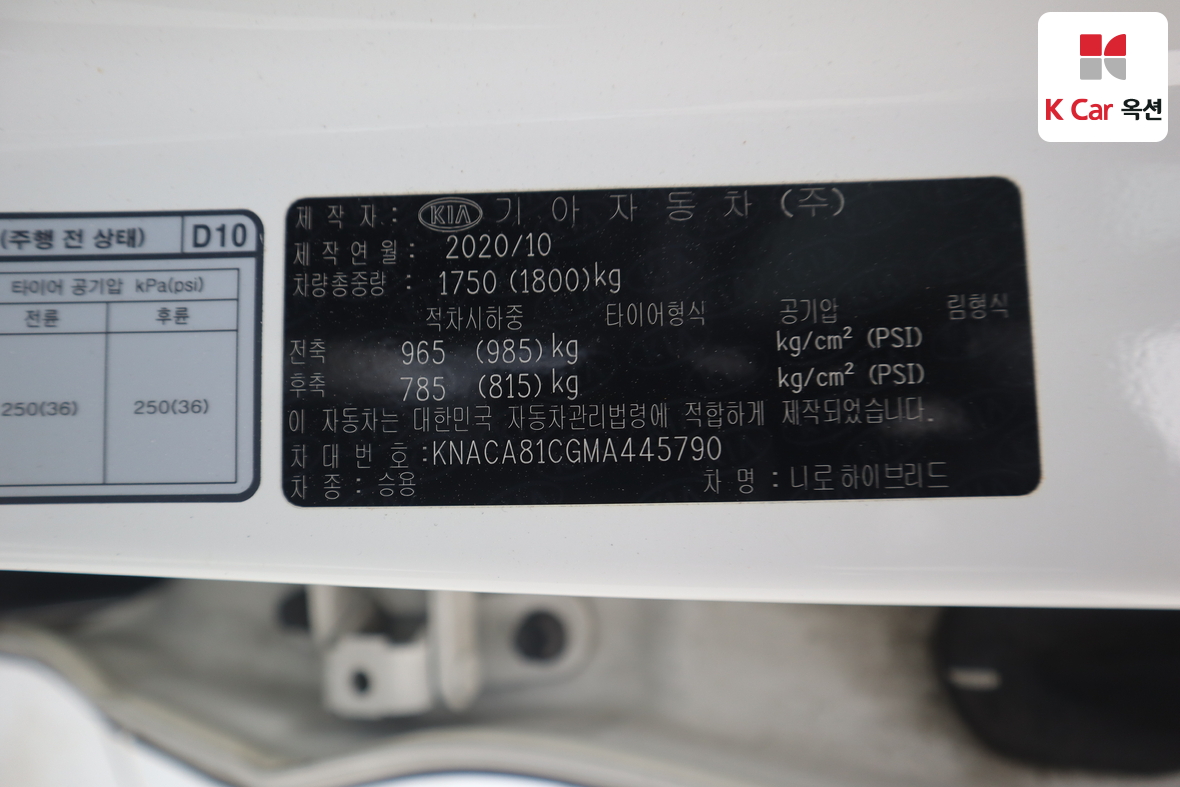 K Car 옥션
(주행 전 상태) D10
타이어 공기압 kPa(psi)
전륜 후륜
250(36) 250(36)
제 작 자 : KIA 기 아 자 동 차 (주)
제 작 연 월 : 2020/10
차량총중량 : 1750 (1800)kg
적차시하중 타이어형식 공기압 림형식
전축 965 (985)kg kg/cm² (PSI)
후축 785 (815)kg kg/cm² (PSI)
이 자동차는 대한민국 자동차관리법령에 적합하게 제작되었습니다.
차 대 번 호 :KNACA81CGMA445790
차 종 : 승용 차 명 : 니로하이브리드